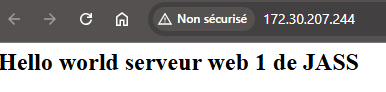 Non sécurisé 172.30.207.244
Hello world serveur web 1 de JASS